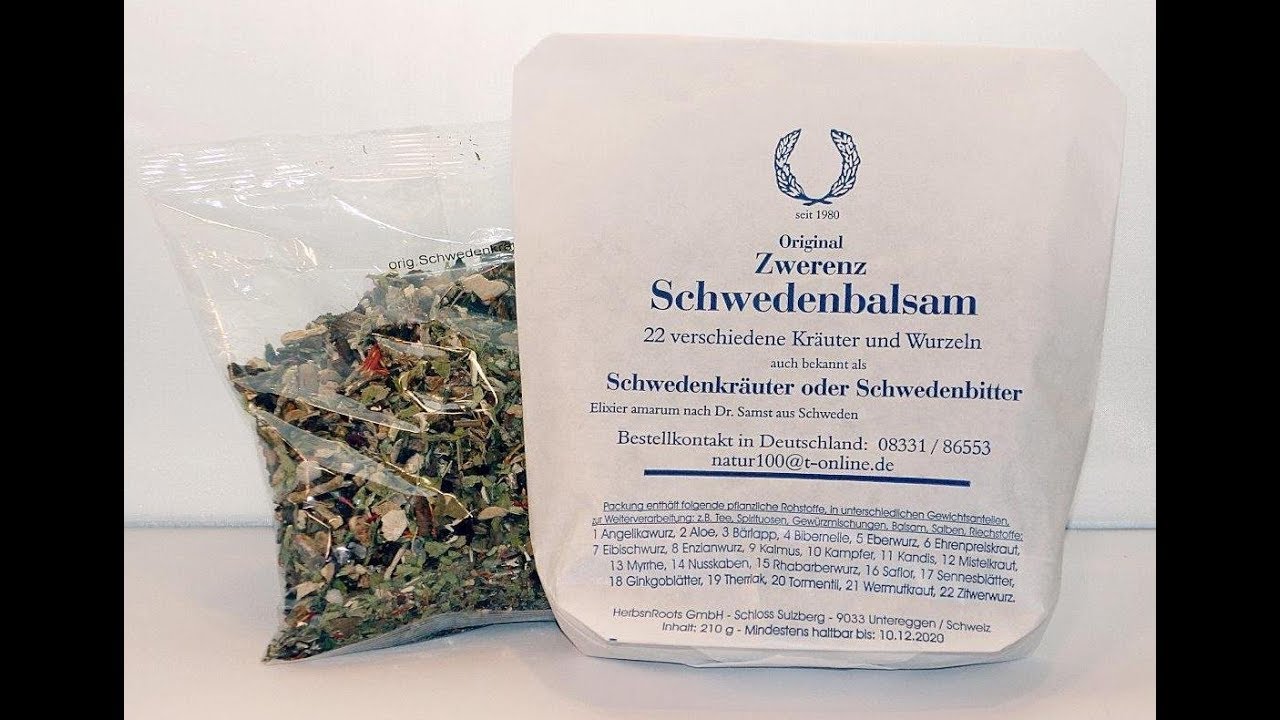 orig.Schwedenkrä
seit 1980
Original
Zwerenz
Schwedenbalsam
22 verschiedene Kräuter und Wurzeln
auch bekannt als
Schwedenkräuter oder Schwedenbitter
Elixier amarum nach Dr. Samst aus Schweden
Bestellkontakt in Deutschland: 08331 / 86553
natur100@t-online.de
Packung enthält folgende pflanzliche Rohstoffe, in unterschiedlichen Gewichtsanteilen,
zur Weiterverarbeitung: z.B. Tee, Spirituosen, Gewürzmischungen, Balsam, Salben, Riechstoffe:
1 Angelikawurz, 2 Aloe, 3 Bärlapp, 4 Bibernelle, 5 Eberwurz, 6 Ehrenpreiskraut,
7 Eibischwurz, 8 Enzianwurz, 9 Kalmus, 10 Kampfer, 11 Kandis, 12 Mistelkraut,
13 Myrrhe, 14 Nusskaben, 15 Rhabarberwurz, 16 Saflor, 17 Sennesblätter,
18 Ginkgoblätter, 19 Therriak, 20 Tormentil, 21 Wermutkraut, 22 Zitwerwurz.
HerbsnRoots GmbH - Schloss Sulzberg - 9033 Untereggen / Schweiz
Inhalt: 210 g - Mindestens haltbar bis: 10.12.2020